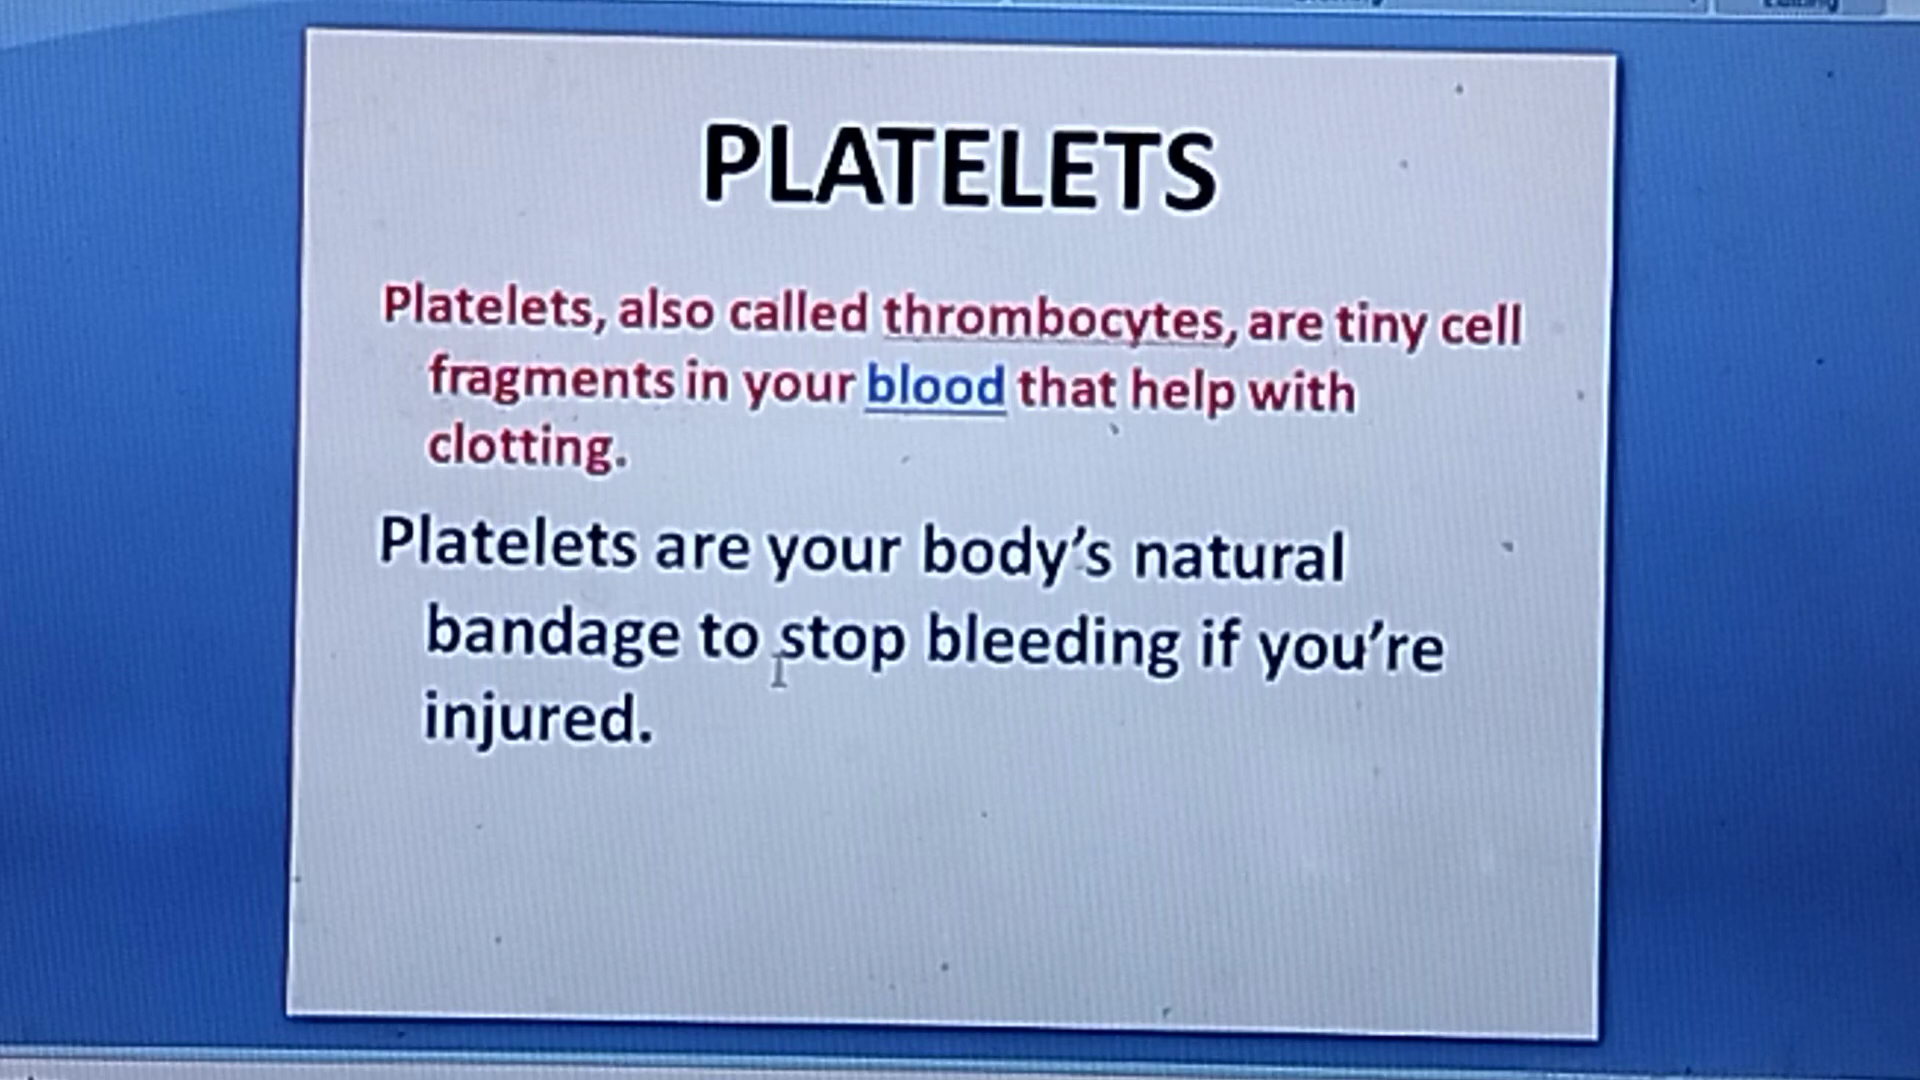 PLATELETS
Platelets, also called thrombocytes, are tiny cell
fragments in your blood that help with
clotting.
Platelets are your body’s natural
bandage to stop bleeding if you’re
injured.